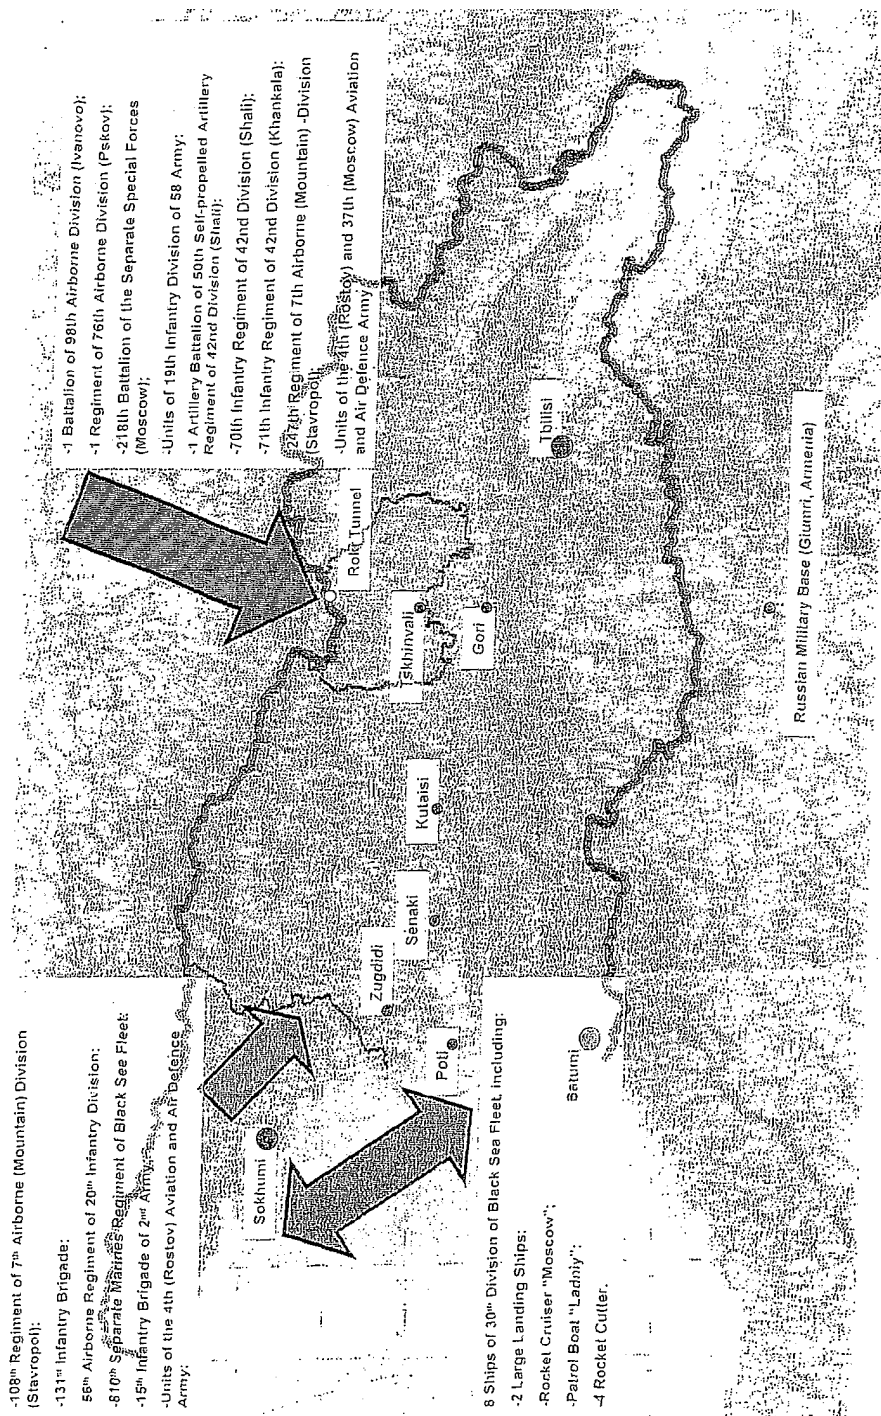 -108th Regiment of 7th Airborne (Mountain) Division
(Stavropol);
-131st Infantry Brigade;
56th Airborne Regiment of 20th Infantry Division;
-810th Separate Marines Regiment of Black See Fleet;
-15th Infantry Brigade of 2nd Army;
-Units of the 4th (Rostov) Aviation and Air Defence
Army;
-1 Battalion of 98th Airborne Division (Ivanovo);
-1 Regiment of 76th Airborne Division (Pskov);
-218th Battalion of the Separate Special Forces
(Moscow);
-Units of 19th Infantry Division of 58 Army;
-1 Artillery Battalion of 50th Self-propelled Artillery
Regiment of 42nd Division (Shali);
-70th Infantry Regiment of 42nd Division (Shali);
-71th Infantry Regiment of 42nd Division (Khankala);
-247th Regiment of 7th Airborne (Mountain) -Division
(Stavropol);
-Units of the 4th (Rostov) and 37th (Moscow) Aviation
and Air Defence Army
Sokhumi
Roki Tunnel
Zugdidi
Tskhinvali
Senaki
Kutaisi
Poti
Gori
Tbilisi
8 Ships of 30th Division of Black Sea Fleet, including:
-2 Large Landing Ships;
-Rocket Cruiser "Moscow";
-Patrol Boat "Ladniy";
-4 Rocket Cutter.
Batumi
Russian Military Base (Giumri, Armenia)